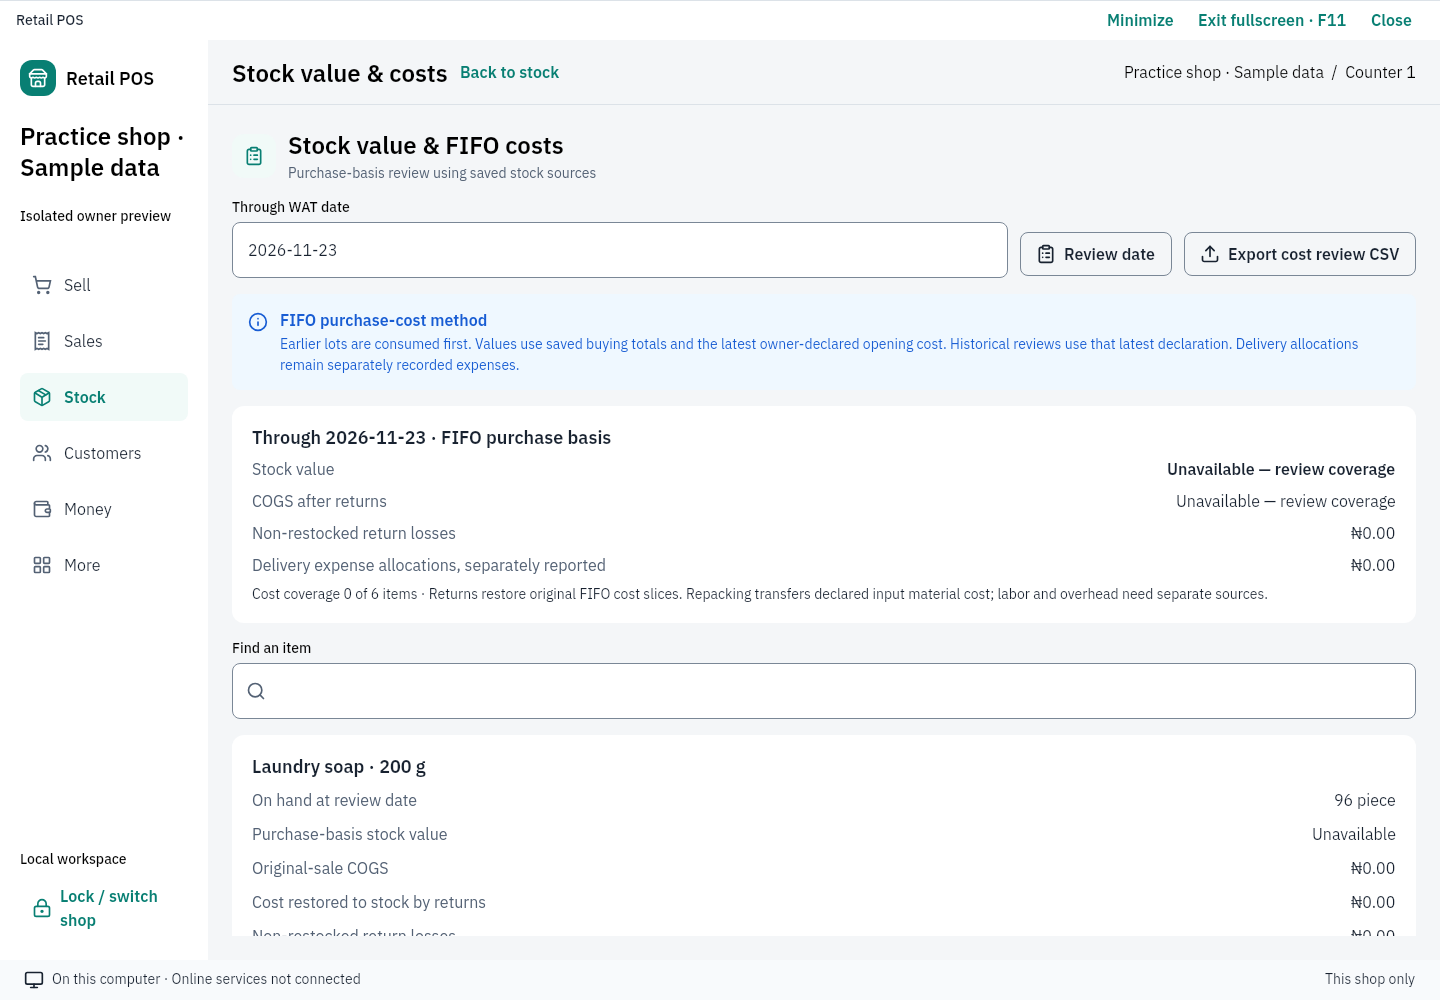 Retail POS
Minimize
Exit fullscreen · F11
Close
Retail POS
Practice shop ·
Sample data
Isolated owner preview
Sell
Sales
Stock
Customers
Money
More
Local workspace
Lock / switch
shop
Stock value & costs
Back to stock
Practice shop · Sample data / Counter 1
Stock value & FIFO costs
Purchase-basis review using saved stock sources
Through WAT date
2026-11-23
Review date
Export cost review CSV
FIFO purchase-cost method
Earlier lots are consumed first. Values use saved buying totals and the latest owner-declared opening cost. Historical reviews use that latest declaration. Delivery allocations
remain separately recorded expenses.
Through 2026-11-23 · FIFO purchase basis
Stock value Unavailable — review coverage
COGS after returns Unavailable — review coverage
Non-restocked return losses ₦0.00
Delivery expense allocations, separately reported ₦0.00
Cost coverage 0 of 6 items · Returns restore original FIFO cost slices. Repacking transfers declared input material cost; labor and overhead need separate sources.
Find an item
Laundry soap · 200 g
On hand at review date 96 piece
Purchase-basis stock value Unavailable
Original-sale COGS ₦0.00
Cost restored to stock by returns ₦0.00
Non-restocked return losses ₦0.00
On this computer · Online services not connected
This shop only